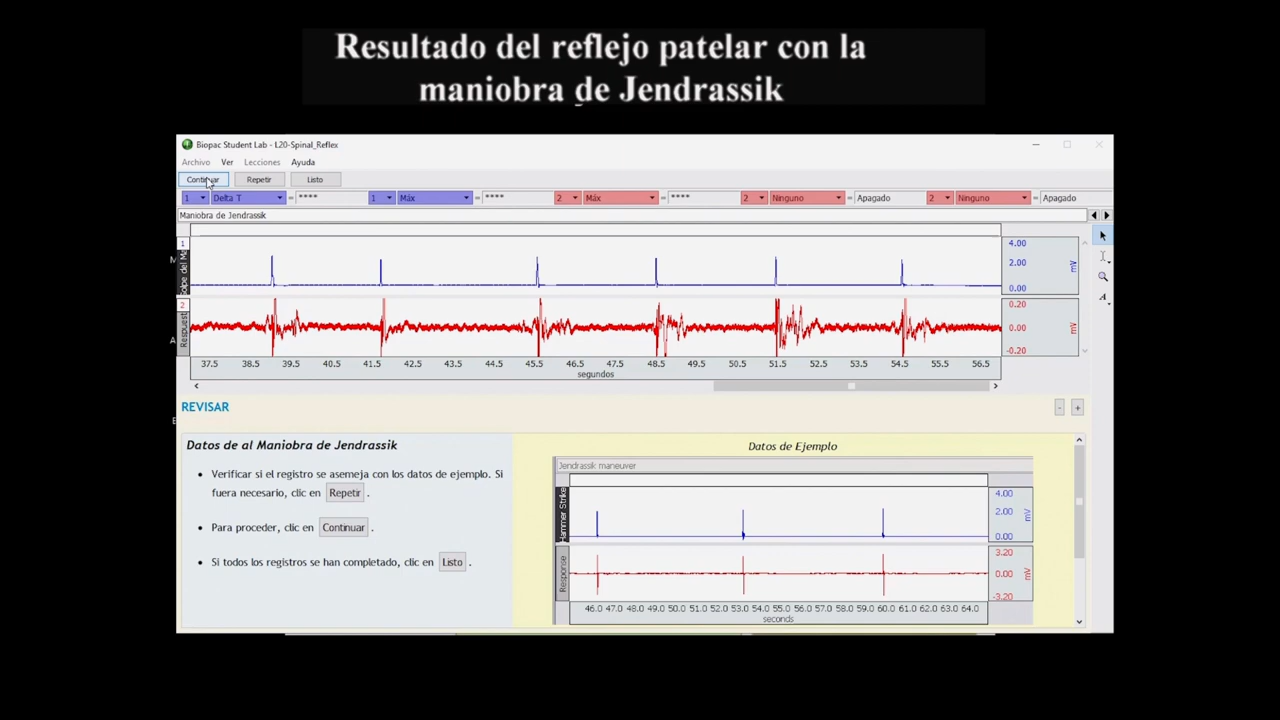 Resultado del reflejo patelar con la
maniobra de Jendrassik
Biopac Student Lab - L20-Spinal_Reflex
Archivo Ver Lecciones Ayuda
Continuar Repetir Listo
1 Delta T = **** 1 Máx = **** 2 Máx = **** 2 Ninguno = Apagado 2 Ninguno = Apagado
Maniobra de Jendrassik
1
4.00
2.00
0.00
mV
2
Respuest
0.20
0.00
-0.20
mV
37.5 38.5 39.5 40.5 41.5 42.5 43.5 44.5 45.5 46.5 47.5 48.5 49.5 50.5 51.5 52.5 53.5 54.5 55.5 56.5
segundos
REVISAR
- +
Datos de al Maniobra de Jendrassik
• Verificar si el registro se asemeja con los datos de ejemplo. Si
fuera necesario, clic en Repetir .
• Para proceder, clic en Continuar .
• Si todos los registros se han completado, clic en Listo .
Datos de Ejemplo
Jendrassik maneuver
Hammer Strike
4.00
2.00
0.00
mV
Response
3.20
0.00
-3.20
mV
46.0 47.0 48.0 49.0 50.0 51.0 52.0 53.0 54.0 55.0 56.0 57.0 58.0 59.0 60.0 61.0 62.0 63.0 64.0
seconds